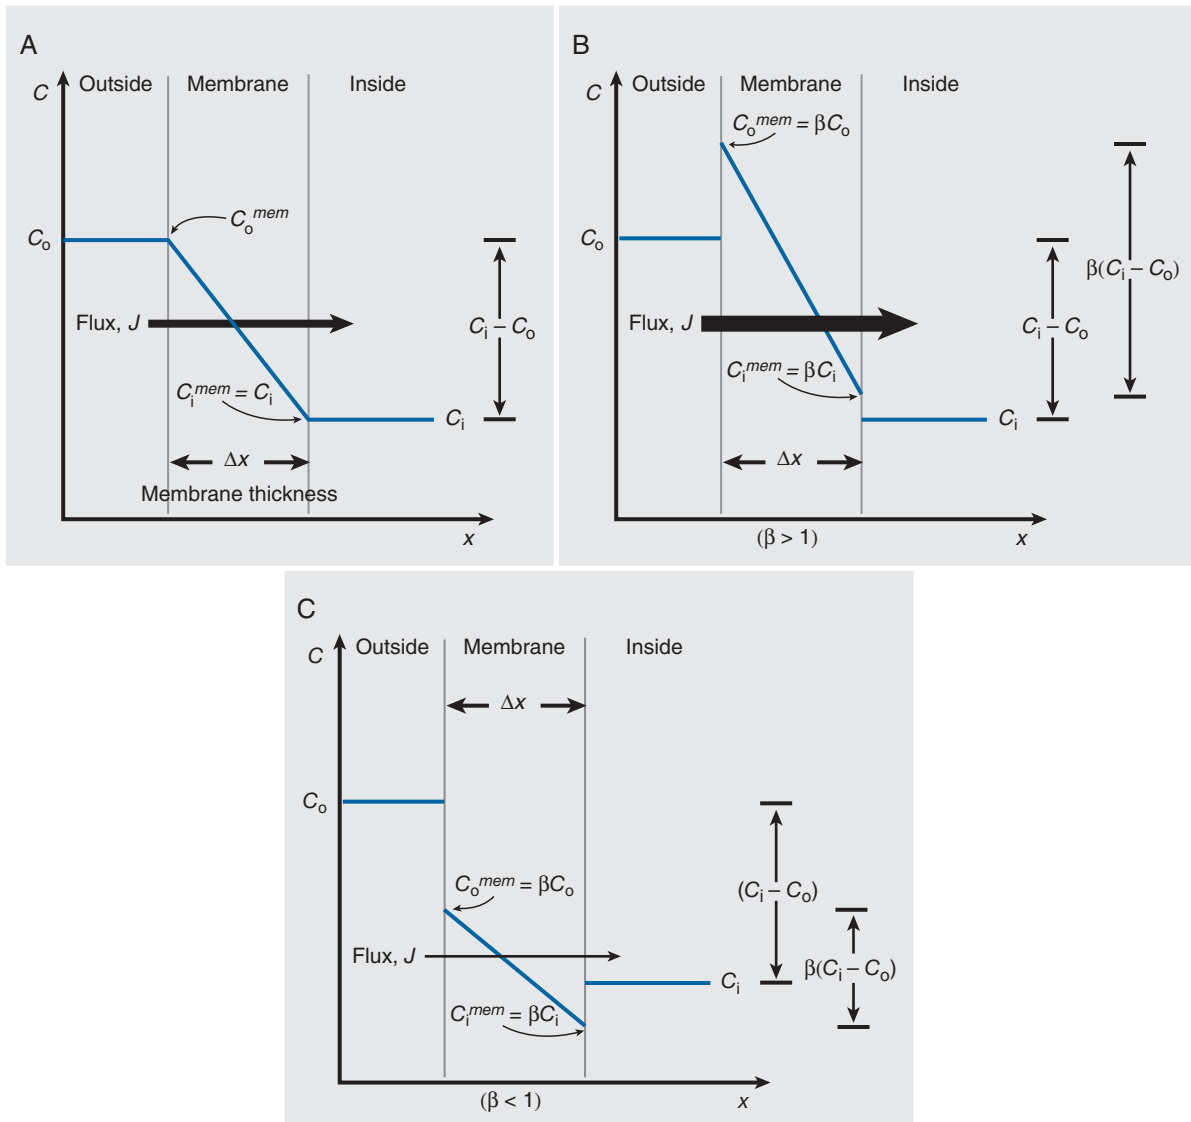 A
C
Outside Membrane Inside
Cₒᵐᵉᵐ
Cₒ
Flux, J
Cᵢ – Cₒ
Cᵢᵐᵉᵐ = Cᵢ
Cᵢ
Δx
Membrane thickness
x
B
C
Outside Membrane Inside
Cₒᵐᵉᵐ = βCₒ
Cₒ
β(Cᵢ – Cₒ)
Flux, J
Cᵢ – Cₒ
Cᵢᵐᵉᵐ = βCᵢ
Cᵢ
Δx
(β > 1)
x
C
C
Outside Membrane Inside
Δx
Cₒ
Cₒᵐᵉᵐ = βCₒ
(Cᵢ – Cₒ)
Flux, J
β(Cᵢ – Cₒ)
Cᵢ
Cᵢᵐᵉᵐ = βCᵢ
(β < 1)
x